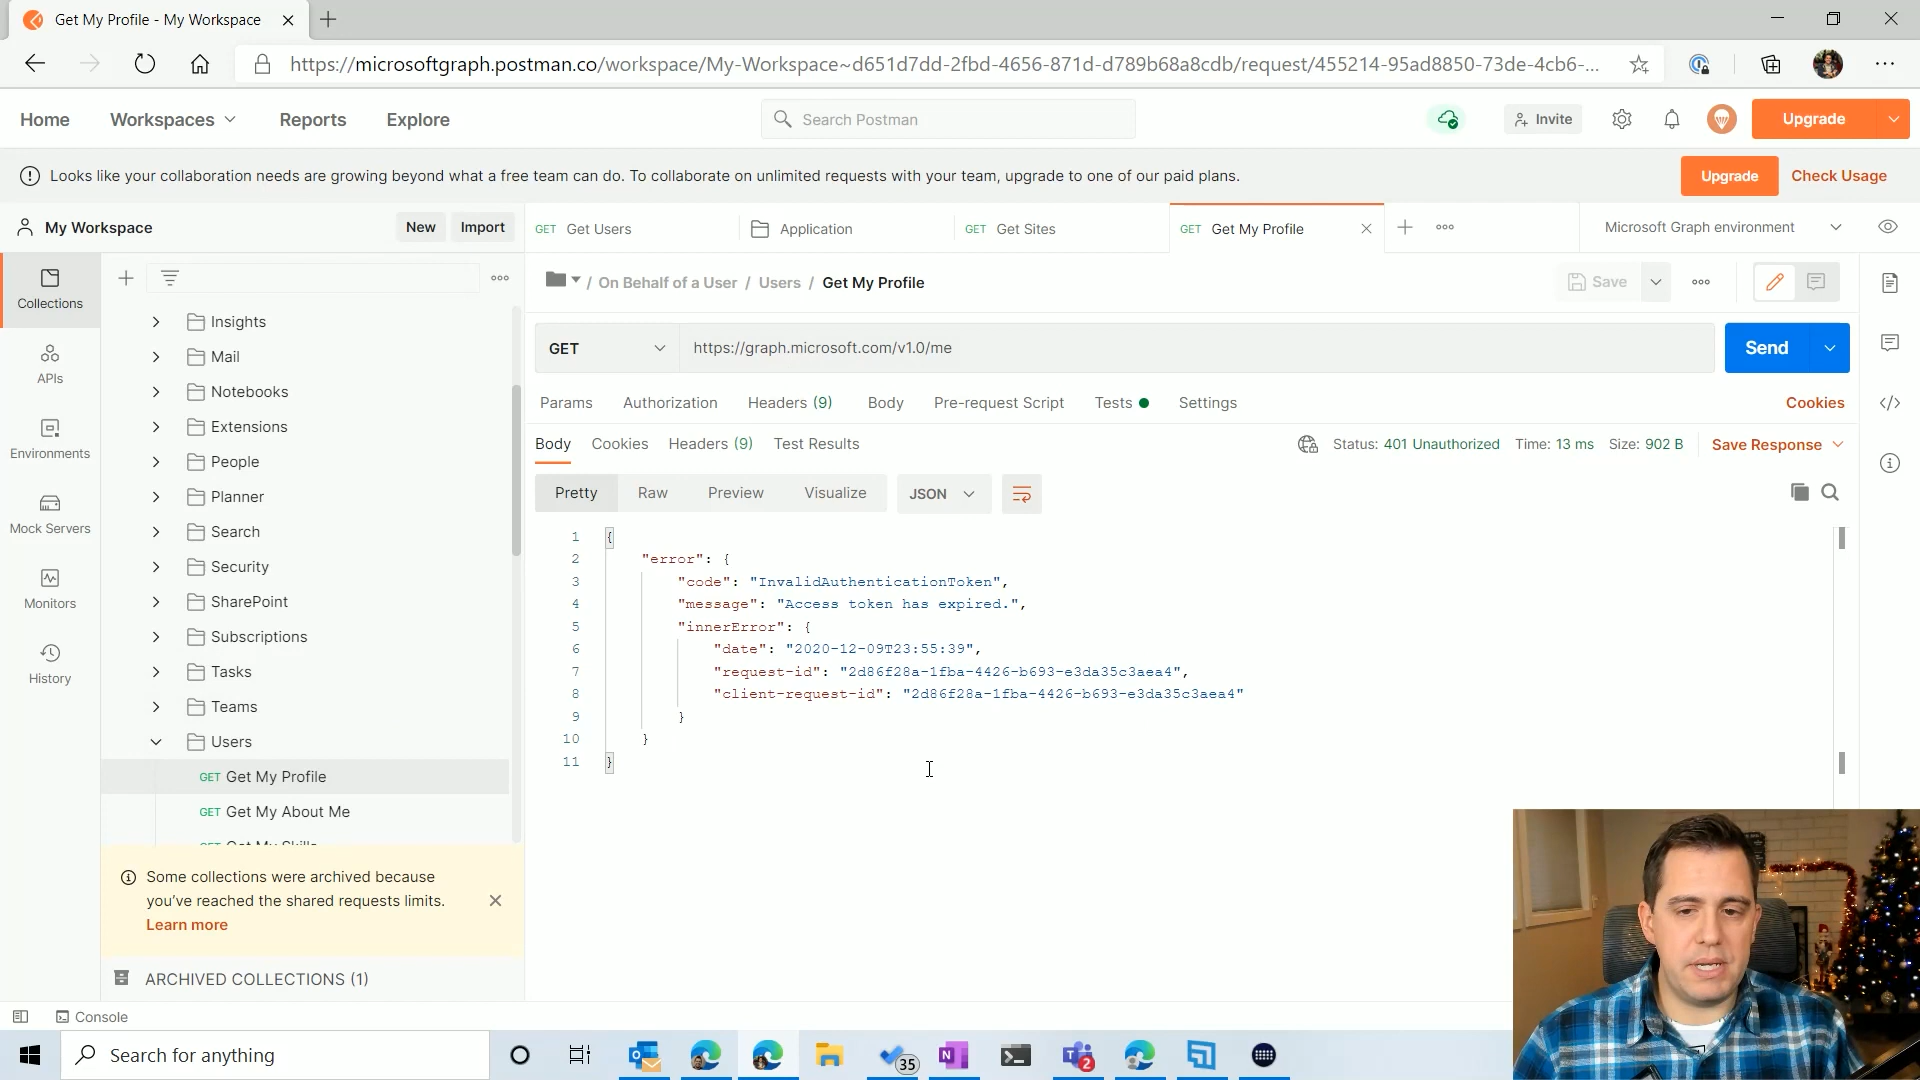 Get My Profile - My Workspace
https://microsoftgraph.postman.co/workspace/My-Workspace~d651d7dd-2fbd-4656-871d-d789b68a8cdb/request/455214-95ad8850-73de-4cb6-...
Home Workspaces Reports Explore Search Postman Invite Upgrade
Looks like your collaboration needs are growing beyond what a free team can do. To collaborate on unlimited requests with your team, upgrade to one of our paid plans. Upgrade Check Usage
My Workspace New Import GET Get Users Application GET Get Sites GET Get My Profile Microsoft Graph environment
Collections
APIs
Environments
Mock Servers
Monitors
History
Insights
Mail
Notebooks
Extensions
People
Planner
Search
Security
SharePoint
Subscriptions
Tasks
Teams
Users
GET Get My Profile
GET Get My About Me
GET Get My Skills
Some collections were archived because
you've reached the shared requests limits.
Learn more
ARCHIVED COLLECTIONS (1)
/ On Behalf of a User / Users / Get My Profile Save
GET https://graph.microsoft.com/v1.0/me Send
Params Authorization Headers (9) Body Pre-request Script Tests Settings Cookies
Body Cookies Headers (9) Test Results Status: 401 Unauthorized Time: 13 ms Size: 902 B Save Response
Pretty Raw Preview Visualize JSON
1 {
2 "error": {
3 "code": "InvalidAuthenticationToken",
4 "message": "Access token has expired.",
5 "innerError": {
6 "date": "2020-12-09T23:55:39",
7 "request-id": "2d86f28a-1fba-4426-b693-e3da35c3aea4",
8 "client-request-id": "2d86f28a-1fba-4426-b693-e3da35c3aea4"
9 }
10 }
11 }
Console
Search for anything 35 2